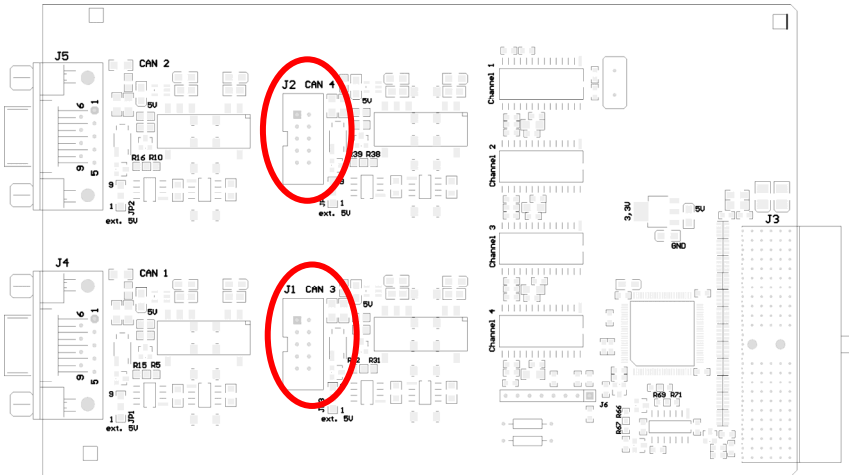 J5
CAN 2
6
1
5V
9
5
R16 R10
9
1
JP2
ext. 5V
J2 CAN 4
5V
R39 R38
9
1
ext. 5V
Channel 1
Channel 2
Channel 3
Channel 4
3,3V
5V
GND
J3
J4
CAN 1
6
1
5V
9
5
R15 R5
9
1
JP1
ext. 5V
J1 CAN 3
5V
R31
9
1
ext. 5V
J6
R69 R71
R66
R67